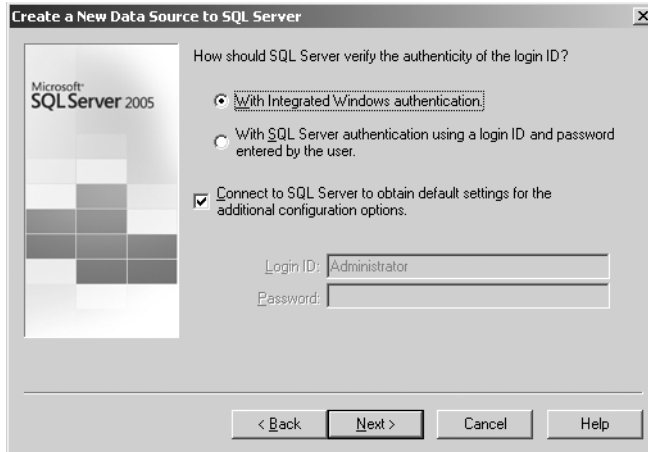 Create a New Data Source to SQL Server
How should SQL Server verify the authenticity of the login ID?
Microsoft
SQL Server 2005
With Integrated Windows authentication.
With SQL Server authentication using a login ID and password
entered by the user.
Connect to SQL Server to obtain default settings for the
additional configuration options.
Login ID: Administrator
Password:
< Back Next > Cancel Help